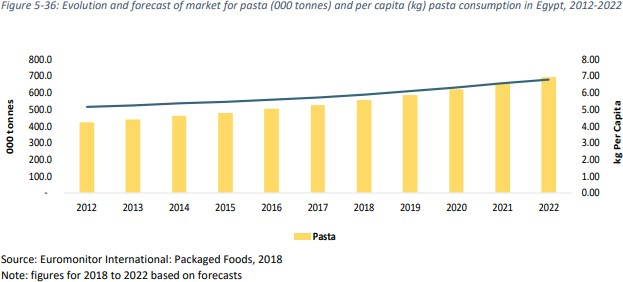 Figure 5-36: Evolution and forecast of market for pasta (000 tonnes) and per capita (kg) pasta consumption in Egypt, 2012-2022
800.0
700.0
600.0
500.0
400.0
300.0
200.0
100.0
-
000 tonnes
8.00
7.00
6.00
5.00
4.00
3.00
2.00
1.00
0.00
kg Per Capita
2012 2013 2014 2015 2016 2017 2018 2019 2020 2021 2022
Pasta
Source: Euromonitor International: Packaged Foods, 2018
Note: figures for 2018 to 2022 based on forecasts